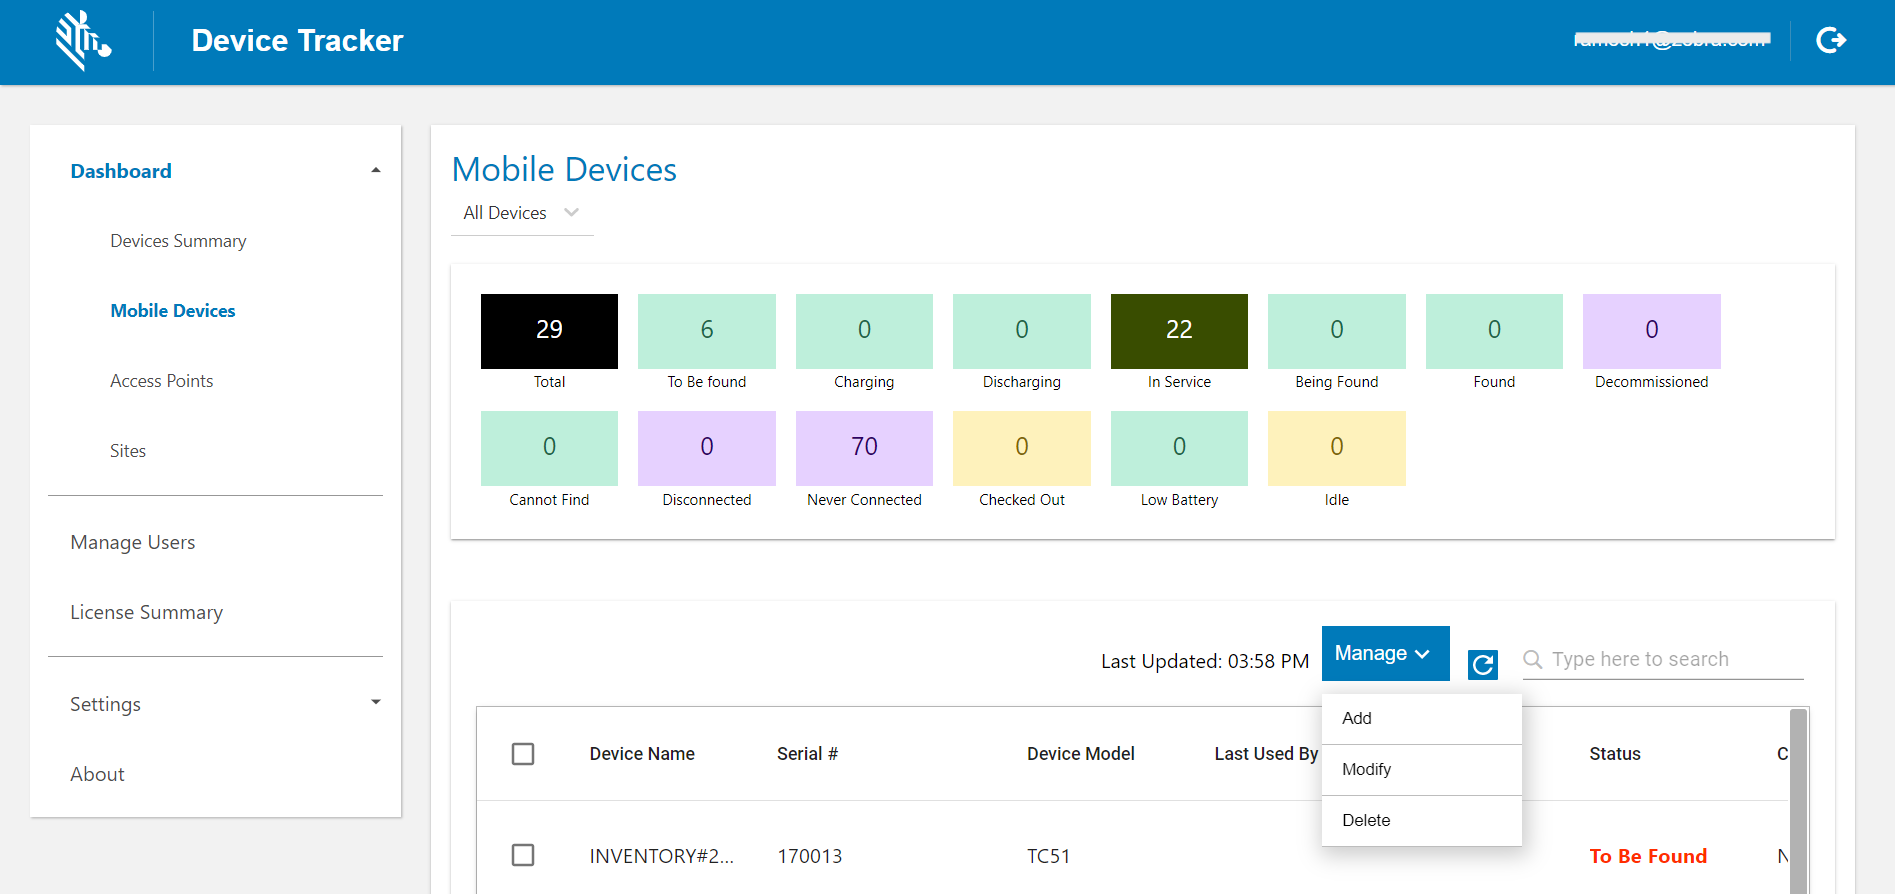 Device Tracker
Dashboard
Devices Summary
Mobile Devices
Access Points
Sites
Manage Users
License Summary
Settings
About
Mobile Devices
All Devices
29 6 0 0 22 0 0 0
Total To Be found Charging Discharging In Service Being Found Found Decommissioned
0 0 70 0 0 0
Cannot Find Disconnected Never Connected Checked Out Low Battery Idle
Last Updated: 03:58 PM Manage Type here to search
Add
Modify
Delete
Device Name Serial # Device Model Last Used By Status C
INVENTORY#2... 170013 TC51 To Be Found